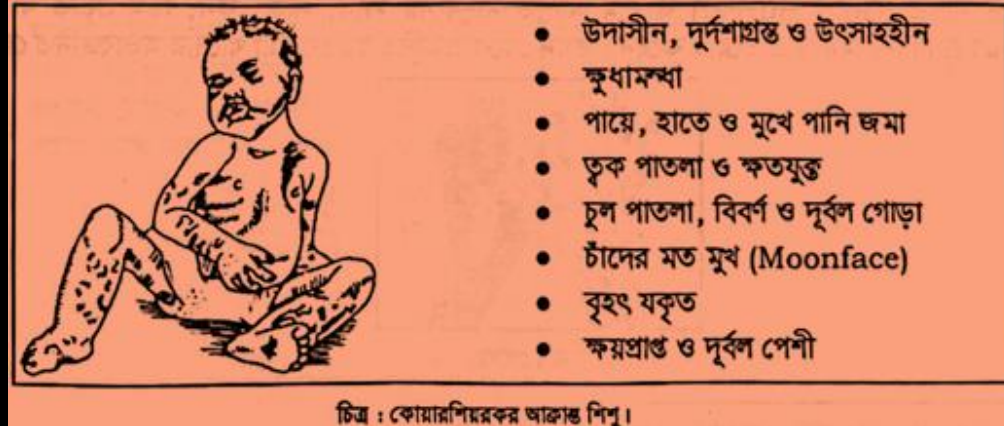 • উদাসীন, দুর্দশাগ্রস্ত ও উৎসাহহীন
• ক্ষুধামন্দা
• পায়ে, হাতে ও মুখে পানি জমা
• ত্বক পাতলা ও ক্ষতযুক্ত
• চুল পাতলা, বিবর্ণ ও দূর্বল গোড়া
• চাঁদের মত মুখ (Moonface)
• বৃহৎ যকৃত
• ক্ষয়প্রাপ্ত ও দূর্বল পেশী
চিত্র : কোয়ারশিয়রকর আক্রান্ত শিশু।